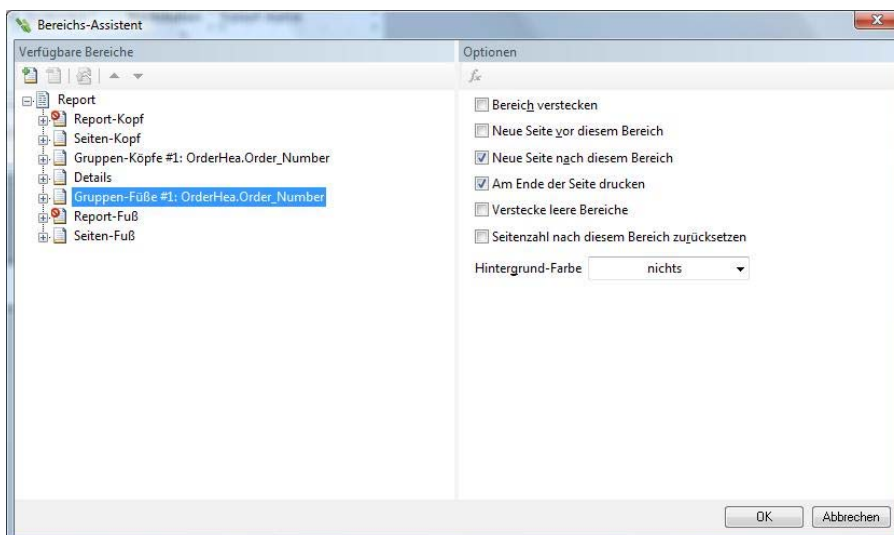 Bereichs-Assistent
Verfügbare Bereiche
Report
Report-Kopf
Seiten-Kopf
Gruppen-Köpfe #1: OrderHea.Order_Number
Details
Gruppen-Füße #1: OrderHea.Order_Number
Report-Fuß
Seiten-Fuß
Optionen
fx
Bereich verstecken
Neue Seite vor diesem Bereich
Neue Seite nach diesem Bereich
Am Ende der Seite drucken
Verstecke leere Bereiche
Seitenzahl nach diesem Bereich zurücksetzen
Hintergrund-Farbe nichts
OK Abbrechen